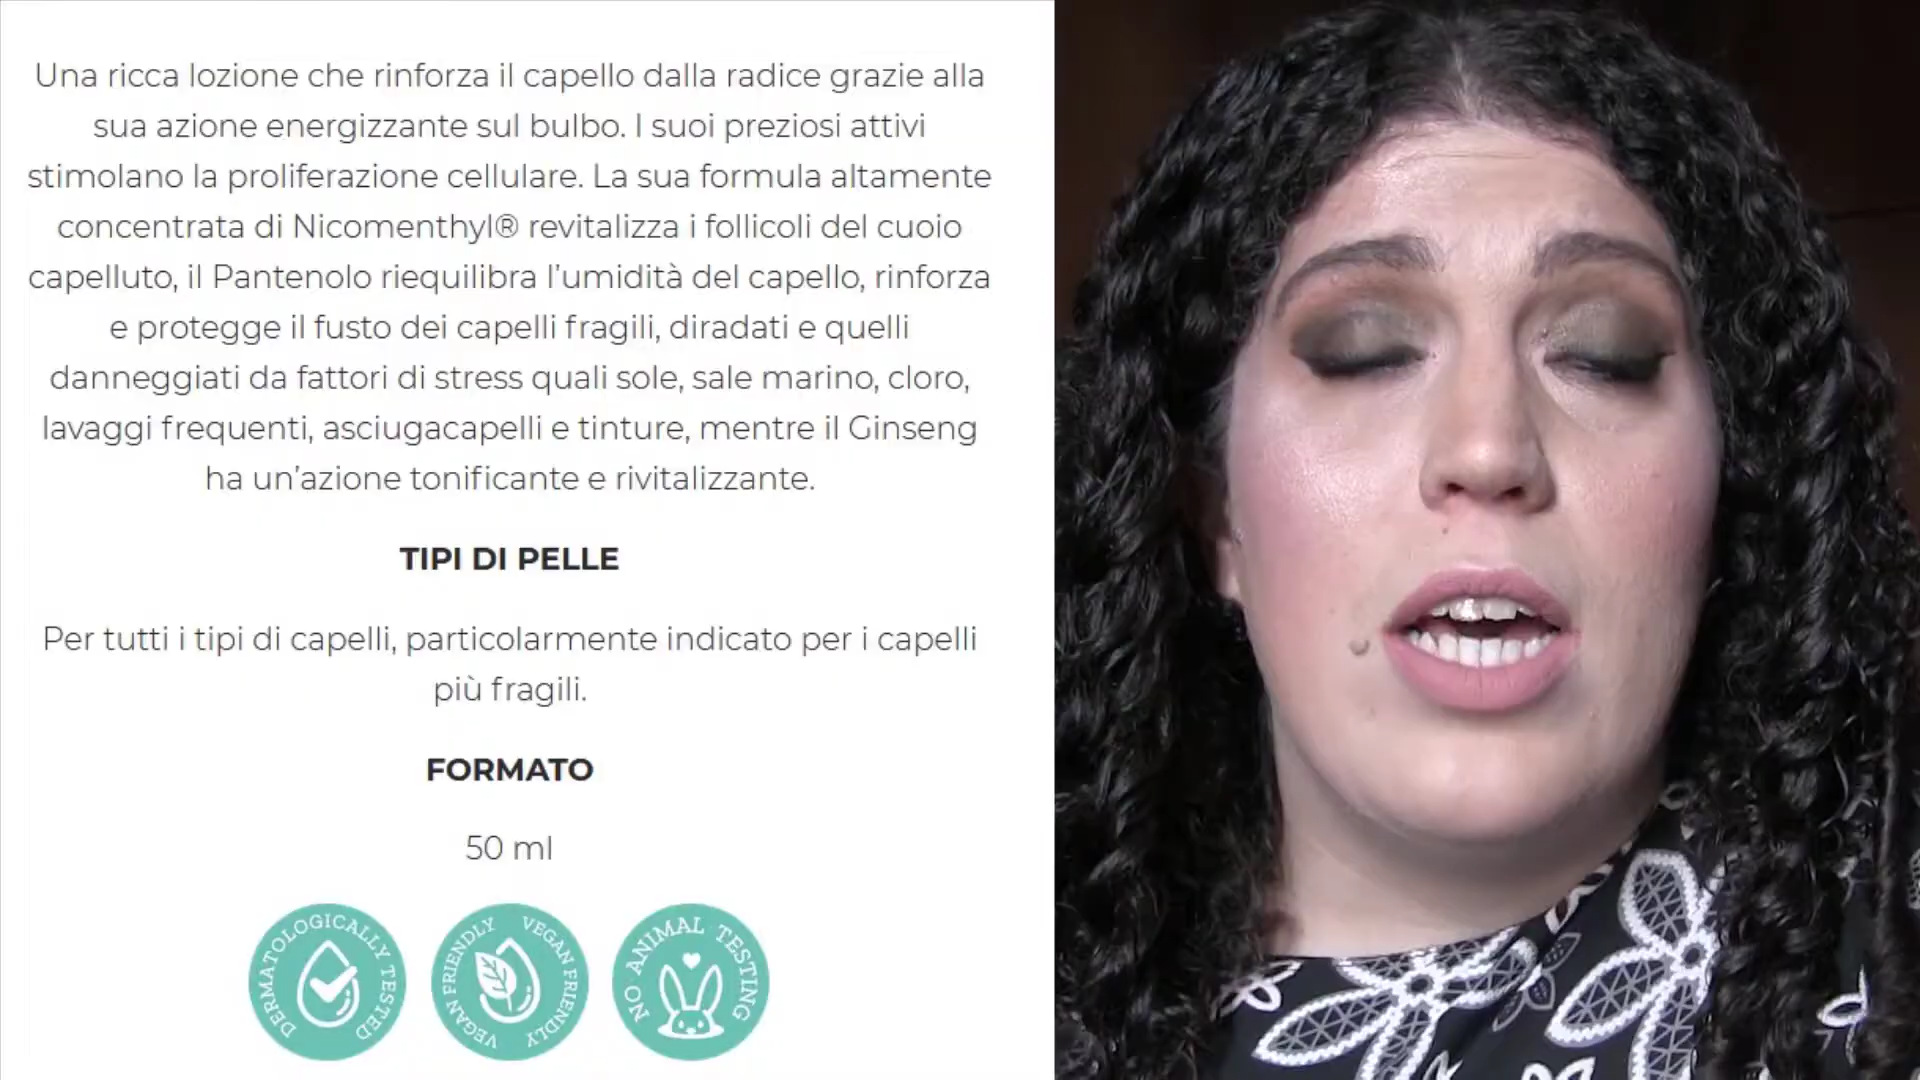 Una ricca lozione che rinforza il capello dalla radice grazie alla
sua azione energizzante sul bulbo. I suoi preziosi attivi
stimolano la proliferazione cellulare. La sua formula altamente
concentrata di Nicomenthyl® revitalizza i follicoli del cuoio
capelluto, il Pantenolo riequilibra l'umidità del capello, rinforza
e protegge il fusto dei capelli fragili, diradati e quelli
danneggiati da fattori di stress quali sole, sale marino, cloro,
lavaggi frequenti, asciugacapelli e tinture, mentre il Ginseng
ha un'azione tonificante e rivitalizzante.
TIPI DI PELLE
Per tutti i tipi di capelli, particolarmente indicato per i capelli
più fragili.
FORMATO
50 ml
DERMATOLOGICALLY TESTED
VEGAN FRIENDLY VEGAN FRIENDLY VEGAN FRIENDLY
NO ANIMAL TESTING